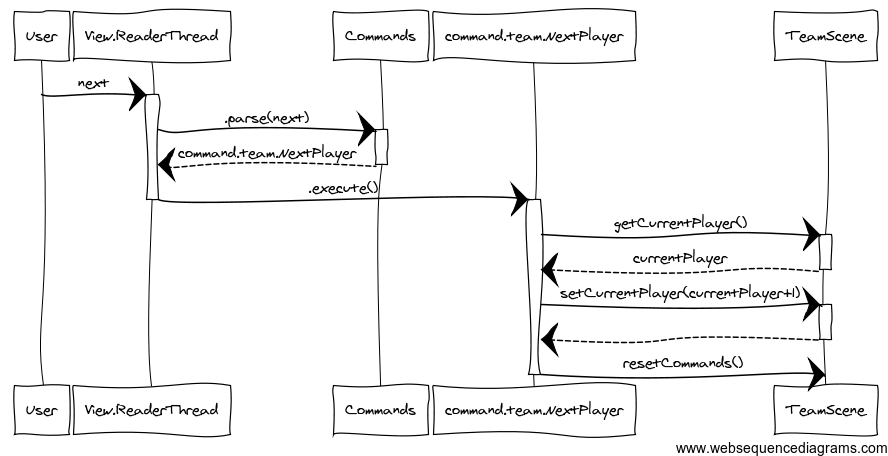 User View.ReaderThread Commands command.team.NextPlayer TeamScene
next
.parse(next)
command.team.NextPlayer
.execute()
getCurrentPlayer()
currentPlayer
setCurrentPlayer(currentPlayer+1)
resetCommands()
User View.ReaderThread Commands command.team.NextPlayer TeamScene
www.websequencediagrams.com